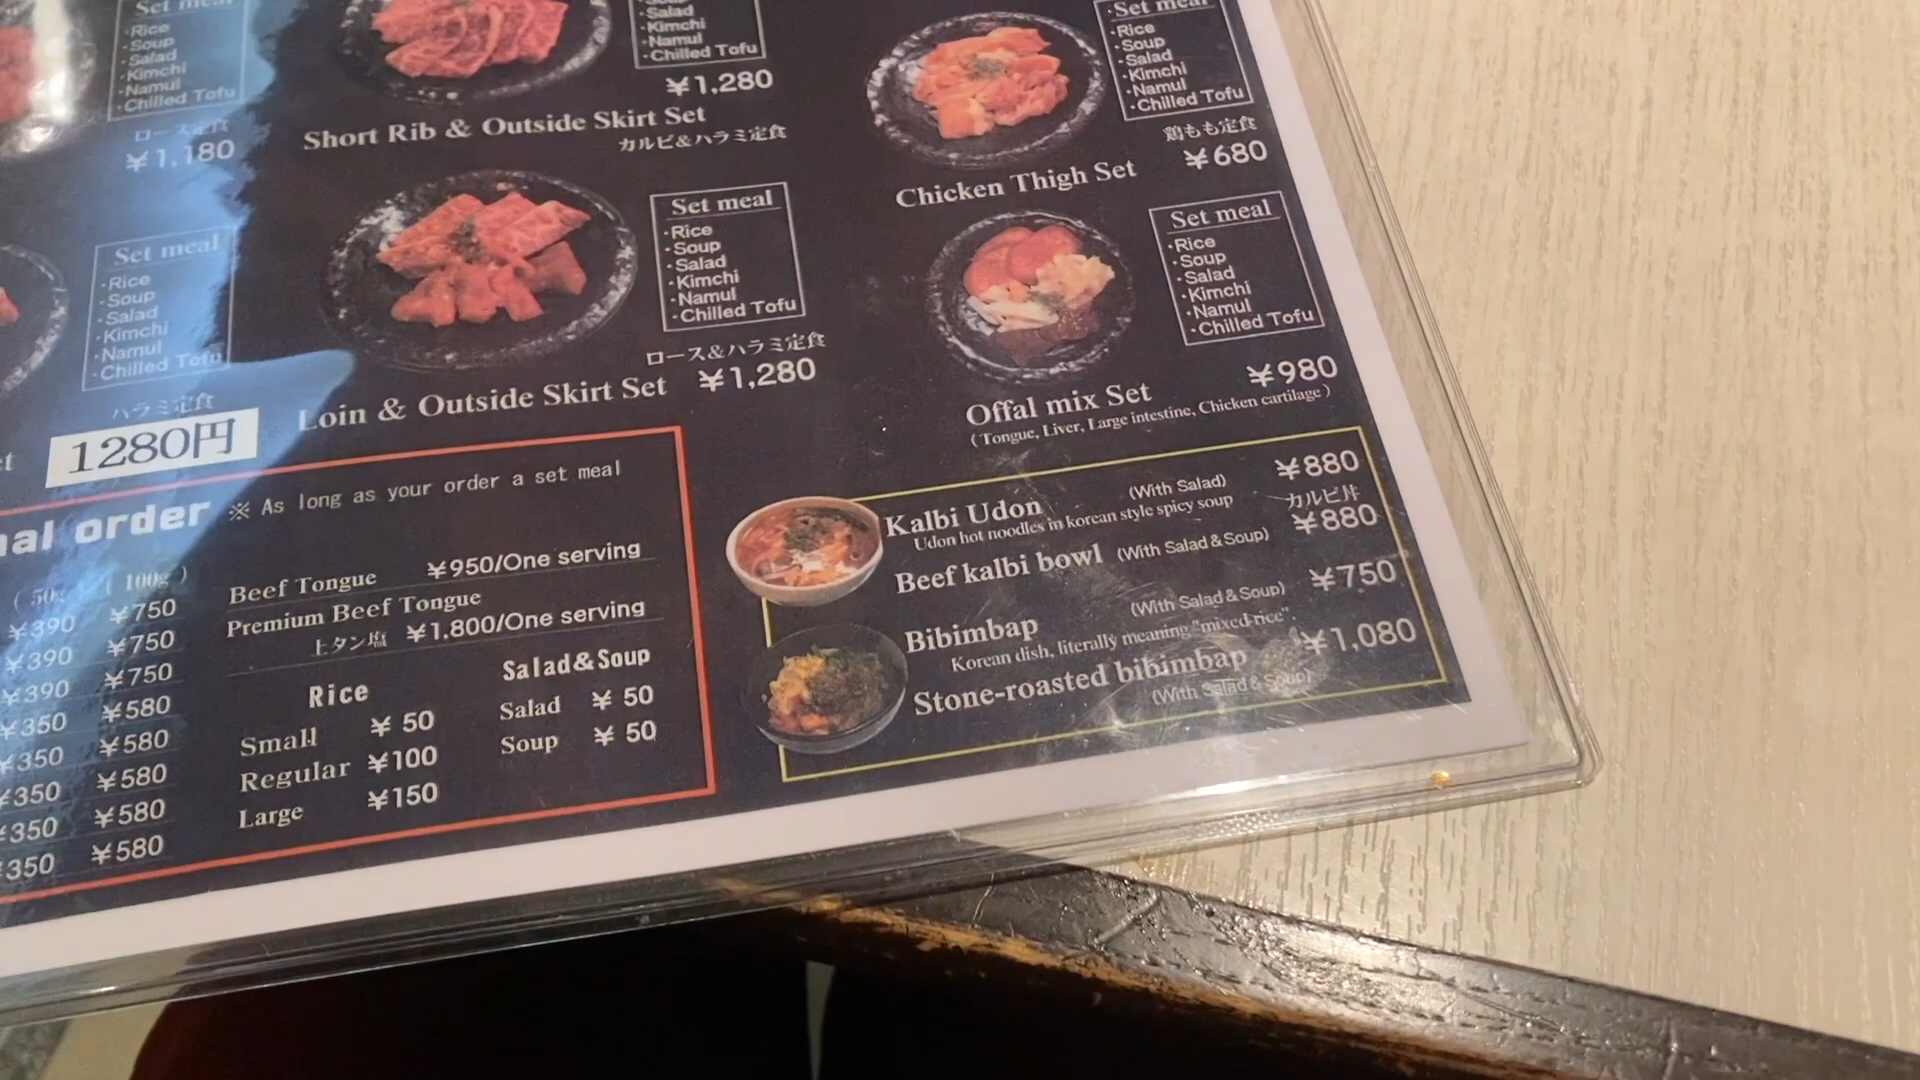 Set meal
·Rice
·Soup
·Salad
·Kimchi
·Namul
·Chilled Tofu
ロース定食
¥1,180
·Salad
·Kimchi
·Namul
·Chilled Tofu
¥1,280
Short Rib & Outside Skirt Set
カルビ&ハラミ定食
·Set meal
·Rice
·Soup
·Salad
·Kimchi
·Namul
·Chilled Tofu
鶏もも定食
¥680
Chicken Thigh Set
Set meal
·Rice
·Soup
·Salad
·Kimchi
·Namul
·Chilled Tofu
ハラミ定食
1280円
Set meal
·Rice
·Soup
·Salad
·Kimchi
·Namul
·Chilled Tofu
ロース&ハラミ定食
Loin & Outside Skirt Set ¥1,280
Set meal
·Rice
·Soup
·Salad
·Kimchi
·Namul
·Chilled Tofu
¥980
Offal mix Set
(Tongue, Liver, Large intestine, Chicken cartilage)
order ※ As long as your order a set meal
(50g) (100g)
¥390 ¥750
¥390 ¥750
¥390 ¥750
¥350 ¥580
¥350 ¥580
¥350 ¥580
¥350 ¥580
¥350 ¥580
Beef Tongue ¥950/One serving
Premium Beef Tongue
上タン塩 ¥1,800/One serving
Rice
Small ¥ 50
Regular ¥100
Large ¥150
Salad&Soup
Salad ¥ 50
Soup ¥ 50
Kalbi Udon (With Salad) ¥880
Udon hot noodles in korean style spicy soup
カルビ丼
Beef kalbi bowl (With Salad & Soup) ¥880
Bibimbap (With Salad & Soup) ¥750
Korean dish, literally meaning "mixed rice".
Stone-roasted bibimbap ¥1,080
(With Salad & Soup)